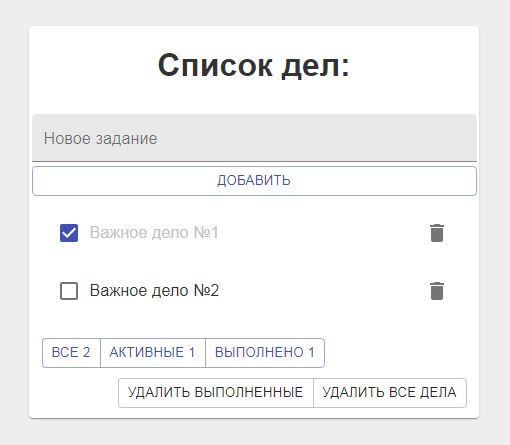 Список дел:
Новое задание
ДОБАВИТЬ
Важное дело №1
Важное дело №2
ВСЕ 2 АКТИВНЫЕ 1 ВЫПОЛНЕНО 1
УДАЛИТЬ ВЫПОЛНЕННЫЕ УДАЛИТЬ ВСЕ ДЕЛА